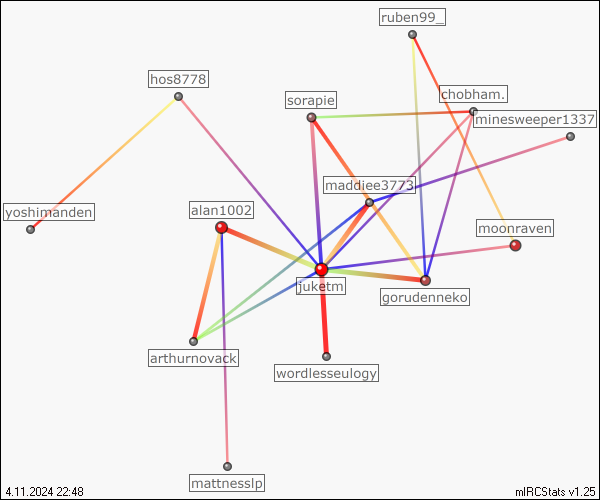 ruben99_
hos8778
chobham.
sorapie
minesweeper1337
maddiee3773
yoshimanden
alan1002
moonraven
juketm
gorudenneko
arthurnovack
wordlesseulogy
mattnesslp
4.11.2024 22:48
mIRCStats v1.25